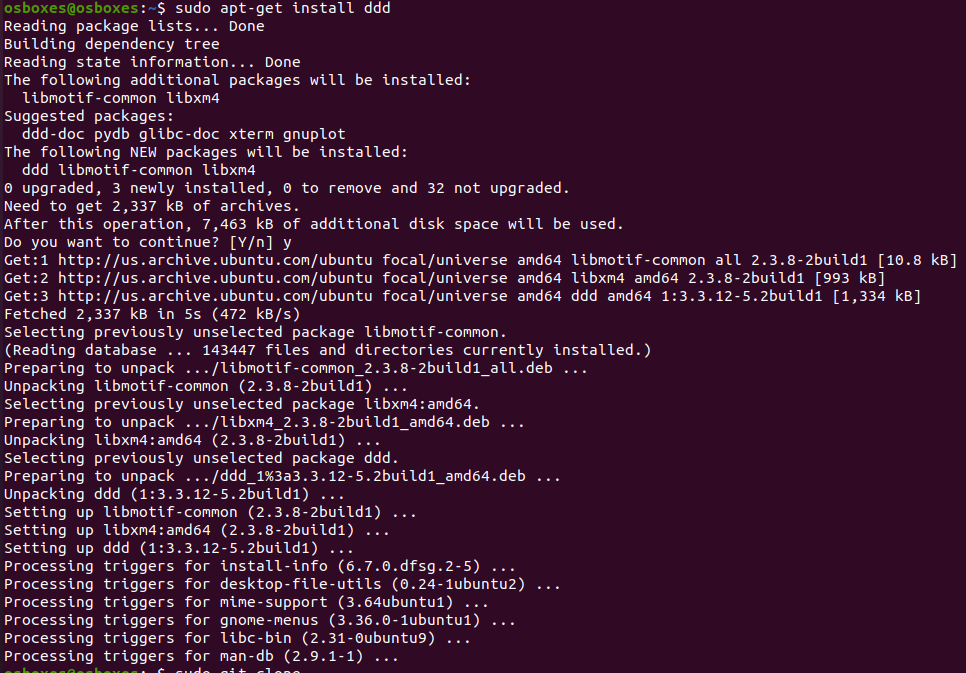 osboxes@osboxes:~$ sudo apt-get install ddd
Reading package lists... Done
Building dependency tree
Reading state information... Done
The following additional packages will be installed:
  libmotif-common libxm4
Suggested packages:
  ddd-doc pydb glibc-doc xterm gnuplot
The following NEW packages will be installed:
  ddd libmotif-common libxm4
0 upgraded, 3 newly installed, 0 to remove and 32 not upgraded.
Need to get 2,337 kB of archives.
After this operation, 7,463 kB of additional disk space will be used.
Do you want to continue? [Y/n] y
Get:1 http://us.archive.ubuntu.com/ubuntu focal/universe amd64 libmotif-common all 2.3.8-2build1 [10.8 kB]
Get:2 http://us.archive.ubuntu.com/ubuntu focal/universe amd64 libxm4 amd64 2.3.8-2build1 [993 kB]
Get:3 http://us.archive.ubuntu.com/ubuntu focal/universe amd64 ddd amd64 1:3.3.12-5.2build1 [1,334 kB]
Fetched 2,337 kB in 5s (472 kB/s)
Selecting previously unselected package libmotif-common.
(Reading database ... 143447 files and directories currently installed.)
Preparing to unpack .../libmotif-common_2.3.8-2build1_all.deb ...
Unpacking libmotif-common (2.3.8-2build1) ...
Selecting previously unselected package libxm4:amd64.
Preparing to unpack .../libxm4_2.3.8-2build1_amd64.deb ...
Unpacking libxm4:amd64 (2.3.8-2build1) ...
Selecting previously unselected package ddd.
Preparing to unpack .../ddd_1%3a3.3.12-5.2build1_amd64.deb ...
Unpacking ddd (1:3.3.12-5.2build1) ...
Setting up libmotif-common (2.3.8-2build1) ...
Setting up libxm4:amd64 (2.3.8-2build1) ...
Setting up ddd (1:3.3.12-5.2build1) ...
Processing triggers for install-info (6.7.0.dfsg.2-5) ...
Processing triggers for desktop-file-utils (0.24-1ubuntu2) ...
Processing triggers for mime-support (3.64ubuntu1) ...
Processing triggers for gnome-menus (3.36.0-1ubuntu1) ...
Processing triggers for libc-bin (2.31-0ubuntu9) ...
Processing triggers for man-db (2.9.1-1) ...
osboxes@osboxes:~$ sudo git clone